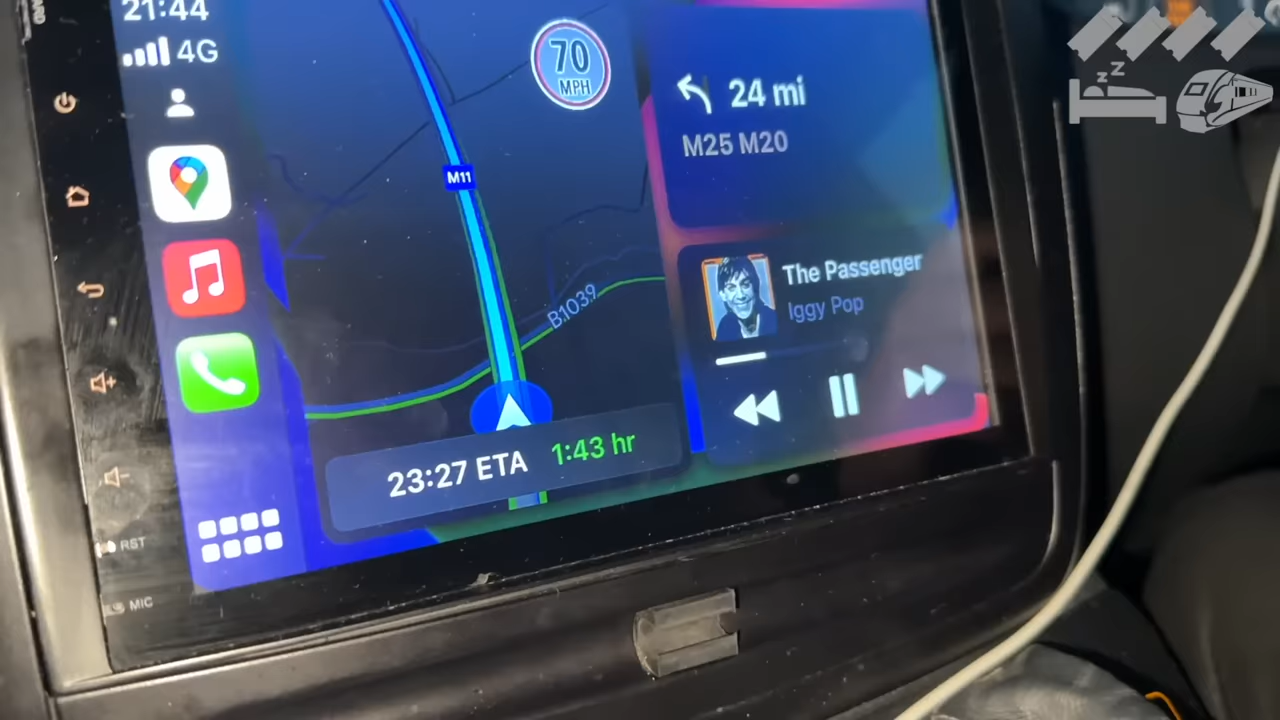 21:44
4G
70
MPH
M11
B1039
23:27 ETA 1:43 hr
24 mi
M25 M20
The Passenger
Iggy Pop
RST
MIC
zzZ